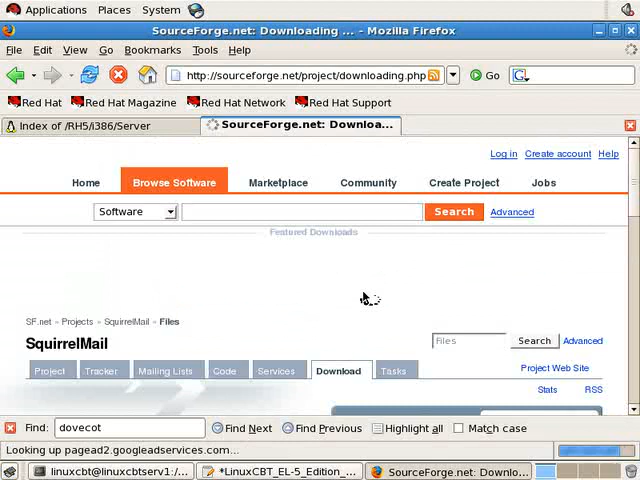 Applications Places System
SourceForge.net: Downloading ... - Mozilla Firefox
File Edit View Go Bookmarks Tools Help
http://sourceforge.net/project/downloading.php Go G
Red Hat Red Hat Magazine Red Hat Network Red Hat Support
Index of /RH5/i386/Server SourceForge.net: Downloa...
Log in Create account Help
Home Browse Software Marketplace Community Create Project Jobs
Software Search Advanced
Featured Downloads
SF.net » Projects » SquirrelMail » Files
SquirrelMail Files Search Advanced
Project Tracker Mailing Lists Code Services Download Tasks Project Web Site
Stats RSS
Find: dovecot Find Next Find Previous Highlight all Match case
Looking up pagead2.googleadservices.com...
linuxcbt@linuxcbtserv1:/... *LinuxCBT_EL-5_Edition_... SourceForge.net: Downlo...